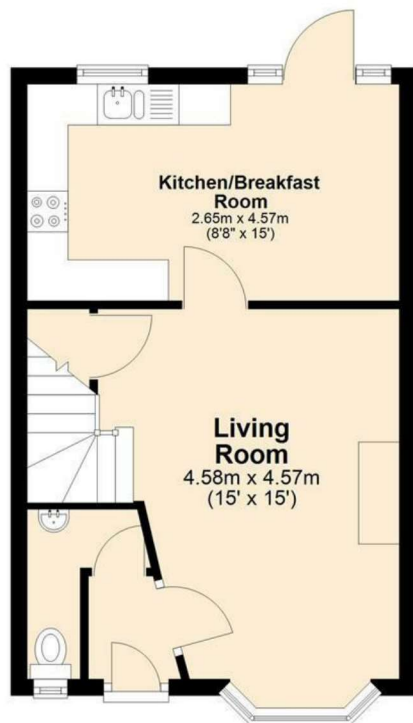 Kitchen/Breakfast
Room
2.65m x 4.57m
(8'8" x 15')
Living
Room
4.58m x 4.57m
(15' x 15')